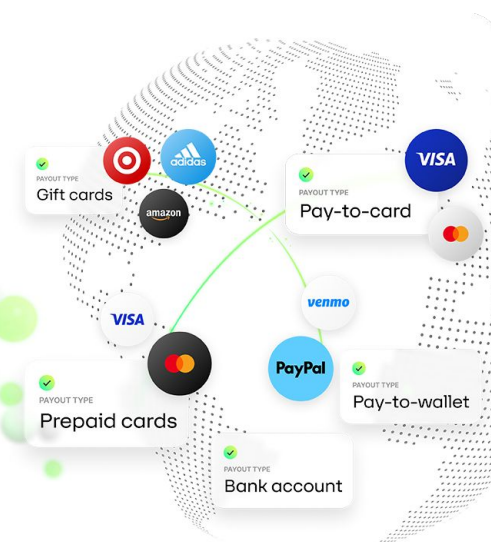 adidas
PAYOUT TYPE
Gift cards
amazon
VISA
PAYOUT TYPE
Pay-to-card
VISA
venmo
PayPal
PAYOUT TYPE
Prepaid cards
PAYOUT TYPE
Pay-to-wallet
PAYOUT TYPE
Bank account